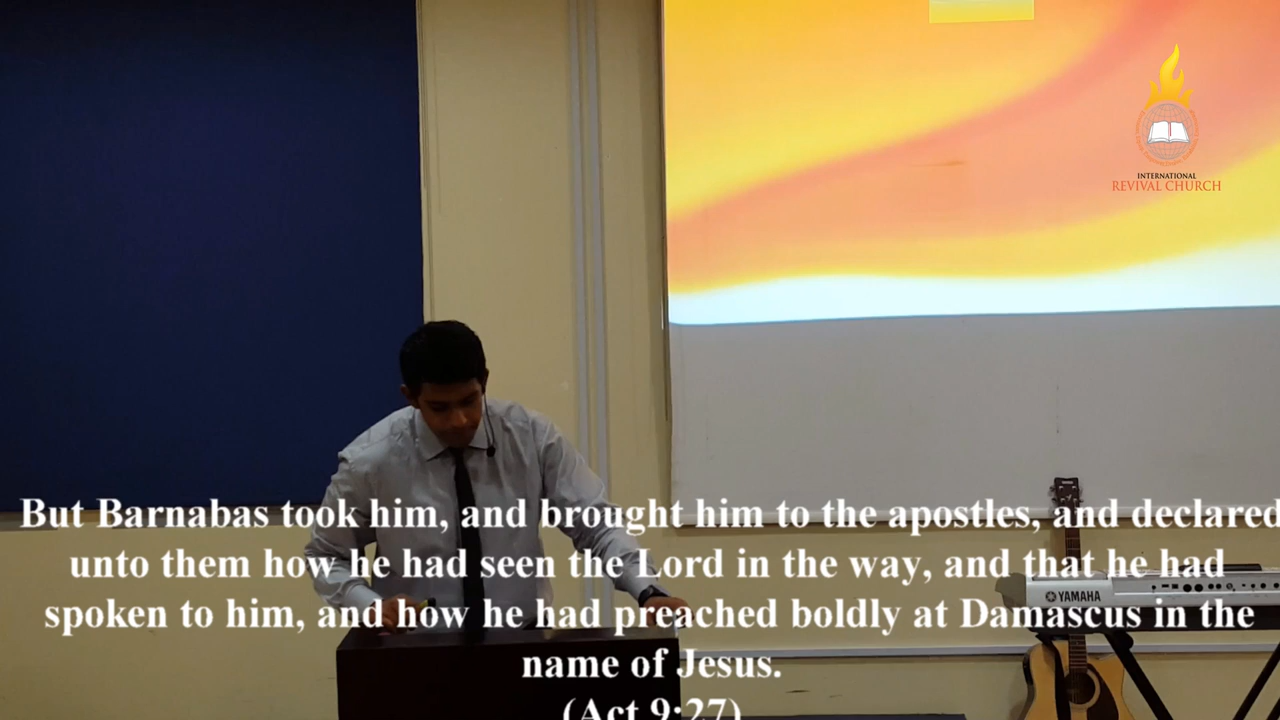 INTERNATIONAL
REVIVAL CHURCH
But Barnabas took him, and brought him to the apostles, and declared
unto them how he had seen the Lord in the way, and that he had
spoken to him, and how he had preached boldly at Damascus in the
name of Jesus.
(Act 9:27)
YAMAHA